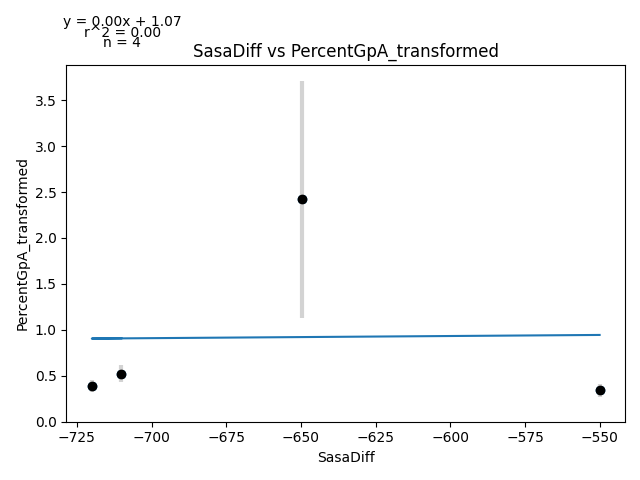 y = 0.00x + 1.07
r^2 = 0.00
n = 4
SasaDiff vs PercentGpA_transformed
PercentGpA_transformed
3.5
3.0
2.5
2.0
1.5
1.0
0.5
0.0
−725
−700
−675
−650
−625
−600
−575
−550
SasaDiff